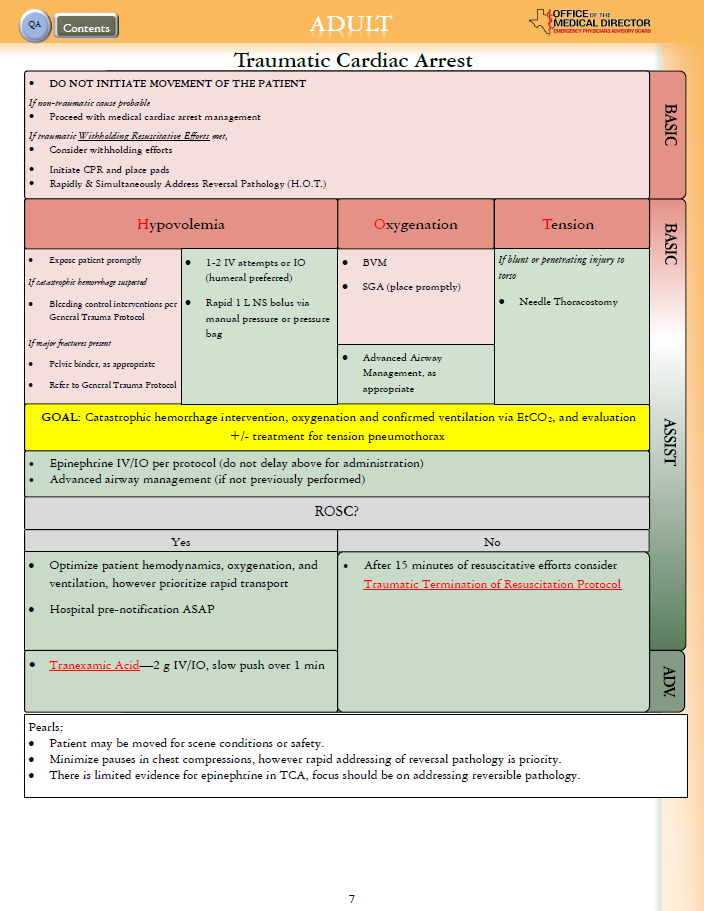 QA
Contents
ADULT
OFFICE OF THE
MEDICAL DIRECTOR
EMERGENCY PHYSICIANS ADVISORY BOARD
Traumatic Cardiac Arrest
• DO NOT INITIATE MOVEMENT OF THE PATIENT
If non-traumatic cause probable
• Proceed with medical cardiac arrest management
If traumatic Withholding Resuscitative Efforts met,
• Consider withholding efforts
• Initiate CPR and place pads
• Rapidly & Simultaneously Address Reversal Pathology (H.O.T.)
BASIC
Hypovolemia
• Expose patient promptly
If catastrophic hemorrhage suspected
• Bleeding control interventions per
General Trauma Protocol
If major fractures present
• Pelvic binder, as appropriate
• Refer to General Trauma Protocol
• 1-2 IV attempts or IO
(humeral preferred)
• Rapid 1 L NS bolus via
manual pressure or pressure
bag
Oxygenation
• BVM
• SGA (place promptly)
• Advanced Airway
Management, as
appropriate
Tension
If blunt or penetrating injury to
torso
• Needle Thoracostomy
BASIC
GOAL: Catastrophic hemorrhage intervention, oxygenation and confirmed ventilation via EtCO₂, and evaluation
+/- treatment for tension pneumothorax
• Epinephrine IV/IO per protocol (do not delay above for administration)
• Advanced airway management (if not previously performed)
ASSIST
ROSC?
Yes
• Optimize patient hemodynamics, oxygenation, and
ventilation, however prioritize rapid transport
• Hospital pre-notification ASAP
• Tranexamic Acid—2 g IV/IO, slow push over 1 min
No
• After 15 minutes of resuscitative efforts consider
Traumatic Termination of Resuscitation Protocol
ADV.
Pearls:
• Patient may be moved for scene conditions or safety.
• Minimize pauses in chest compressions, however rapid addressing of reversal pathology is priority.
• There is limited evidence for epinephrine in TCA, focus should be on addressing reversible pathology.
7